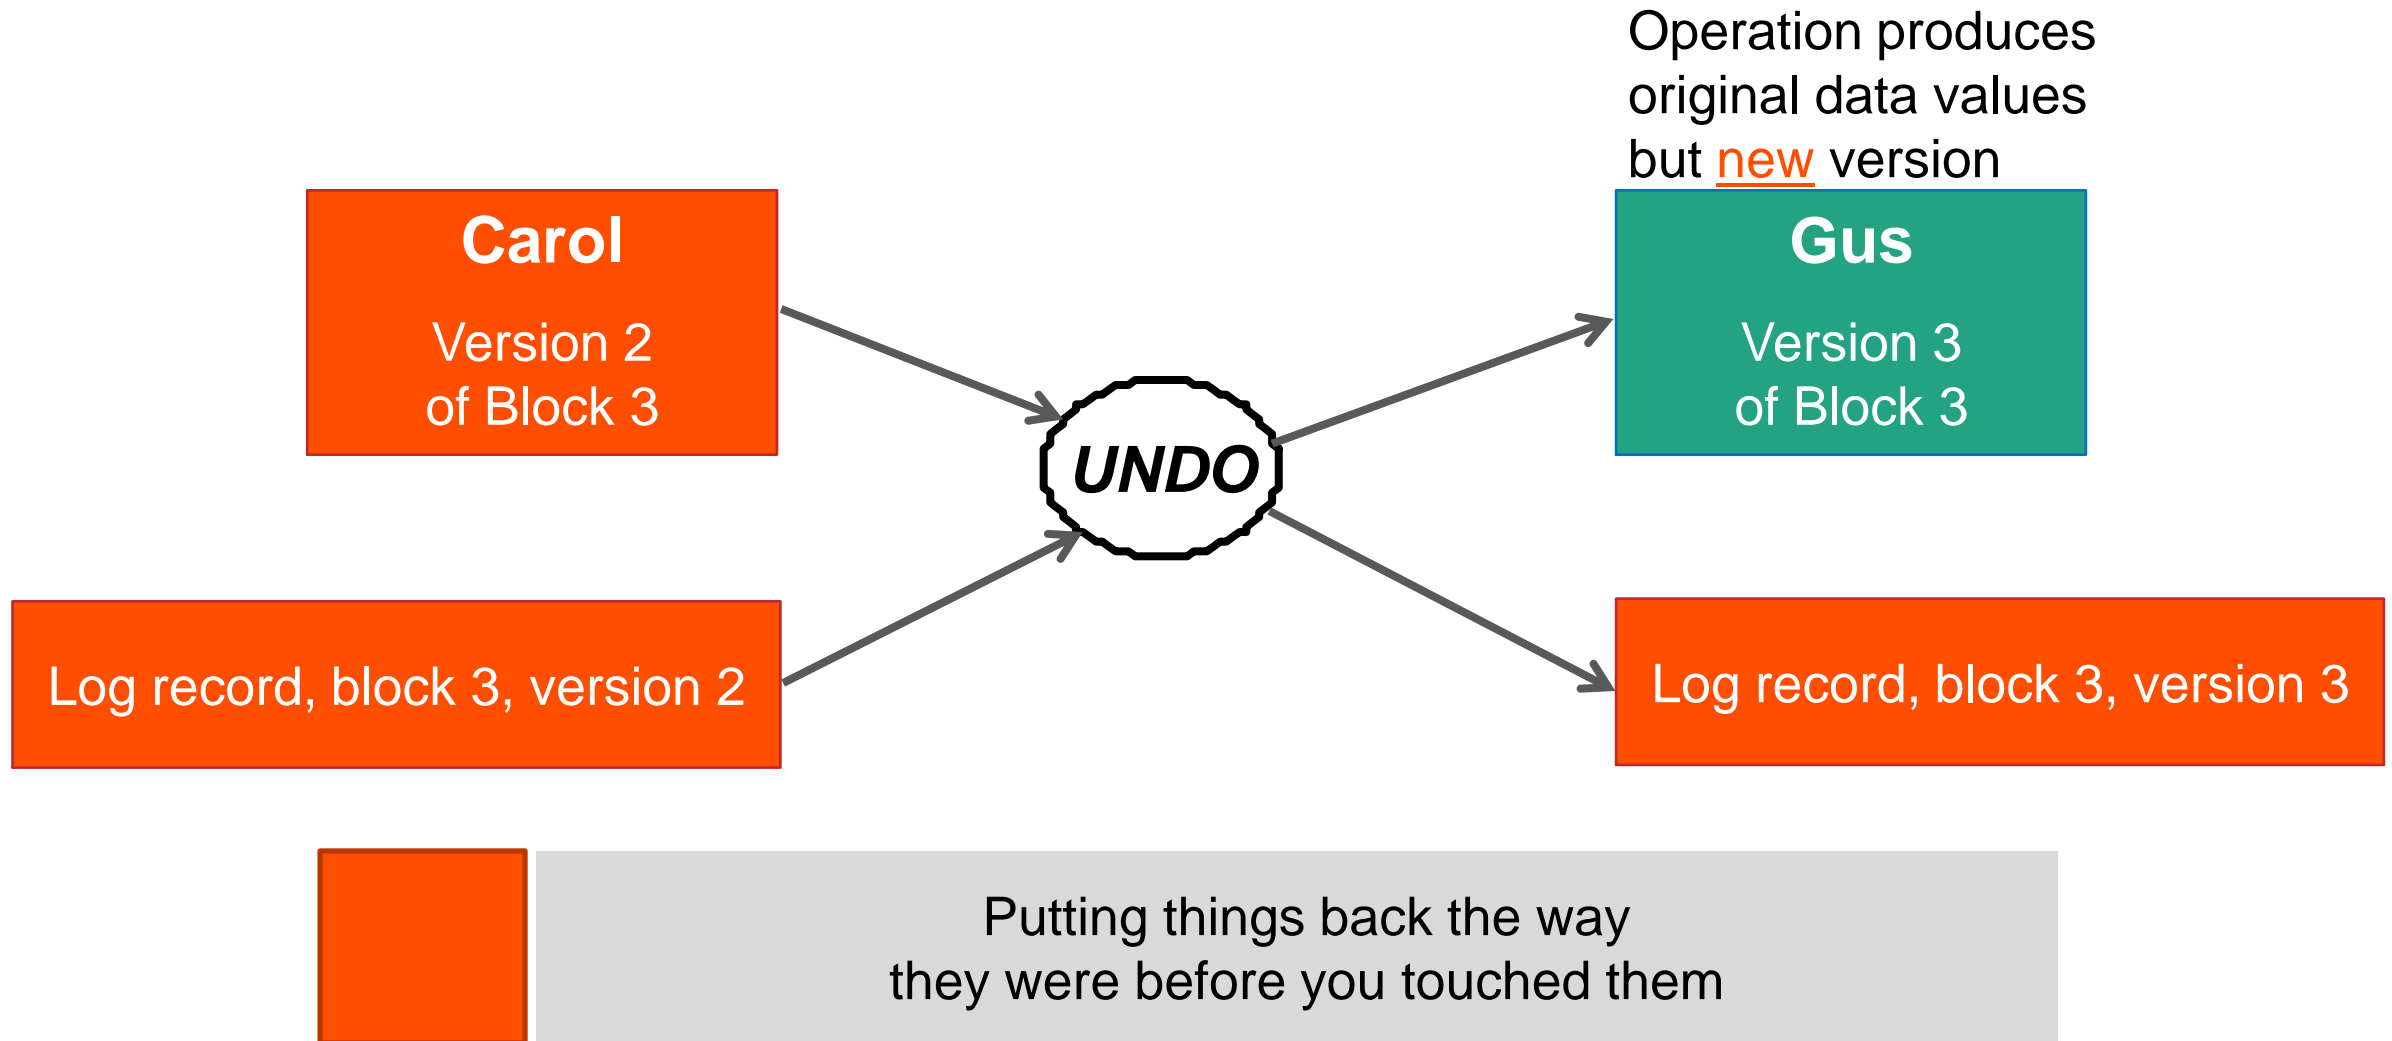 Operation produces
original data values
but new version
Carol
Version 2
of Block 3
Gus
Version 3
of Block 3
UNDO
Log record, block 3, version 2
Log record, block 3, version 3
Putting things back the way
they were before you touched them